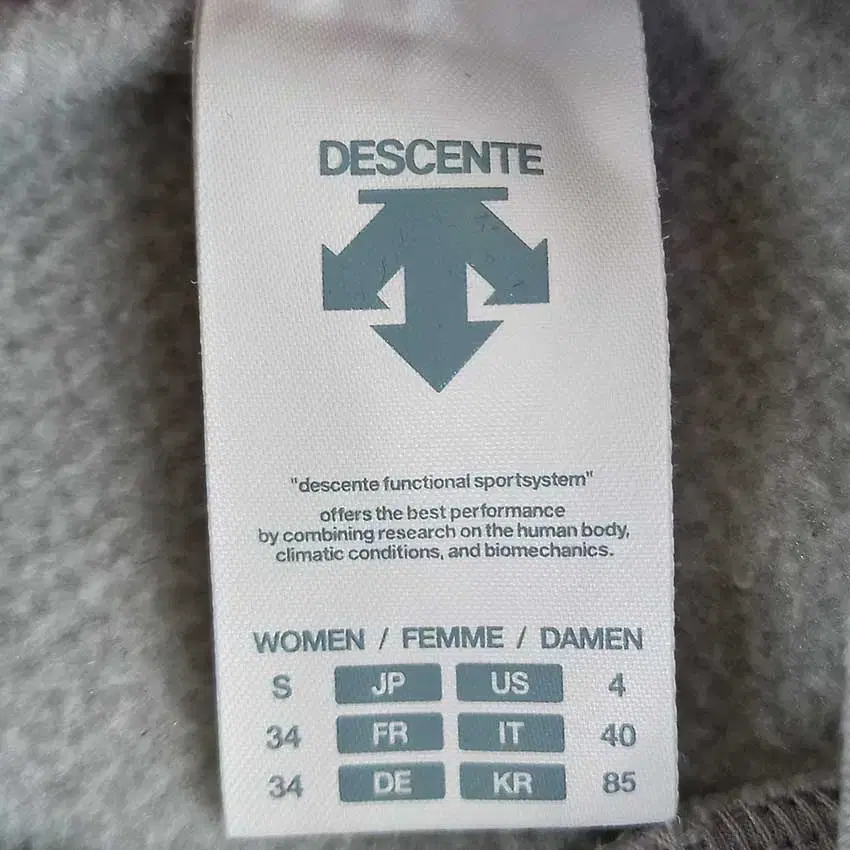 DESCENTE
"descente functional sportsystem"
offers the best performance
by combining research on the human body,
climatic conditions, and biomechanics.
WOMEN / FEMME / DAMEN
S JP US 4
34 FR IT 40
34 DE KR 85